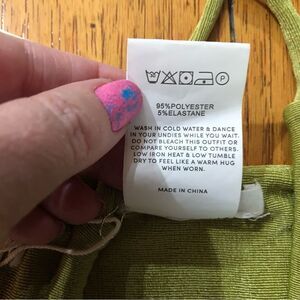 95%POLYESTER
5%ELASTANE
WASH IN COLD WATER & DANCE
IN YOUR UNDIES WHILE YOU WAIT.
DO NOT BLEACH THIS OUTFIT OR
COMPARE YOURSELF TO OTHERS.
LOW IRON HEAT & LOW TUMBLE
DRY TO FEEL LIKE A WARM HUG
WHEN WORN.
MADE IN CHINA